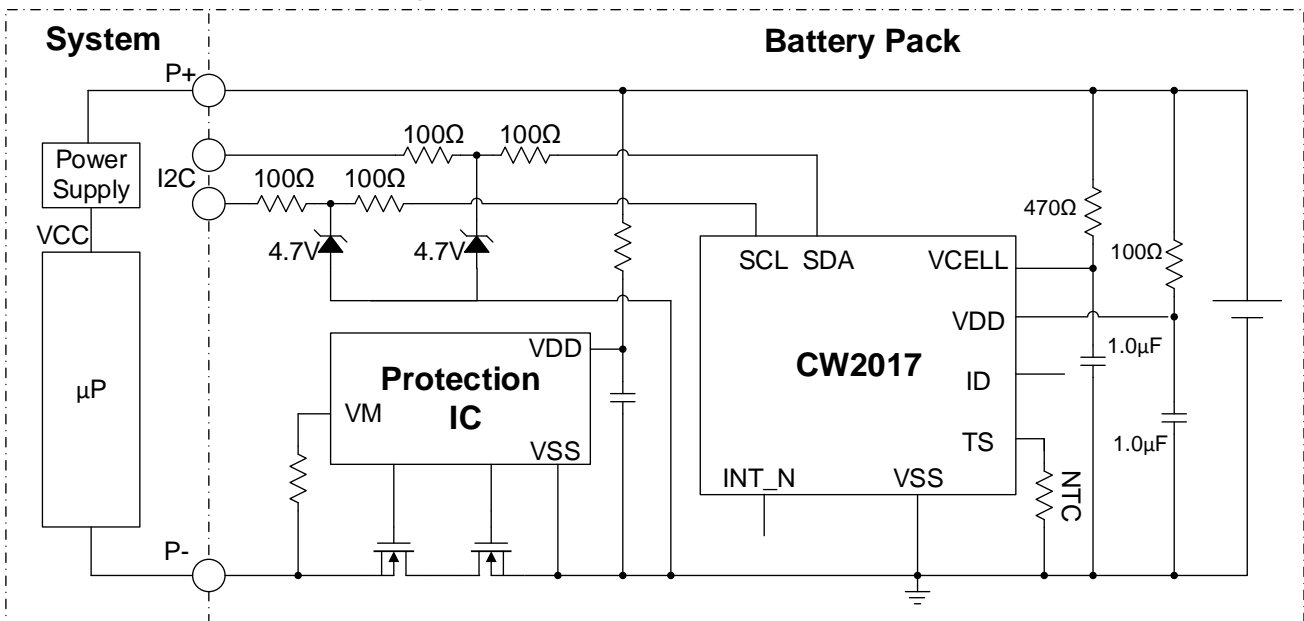 System
Battery Pack
P+
100Ω
100Ω
Power
Supply
I2C
100Ω
100Ω
470Ω
VCC
4.7V
4.7V
SCL SDA
VCELL
100Ω
VDD
1.0µF
VDD
CW2017
µP
Protection
IC
ID
VM
TS
1.0µF
VSS
INT_N
VSS
NTC
P-